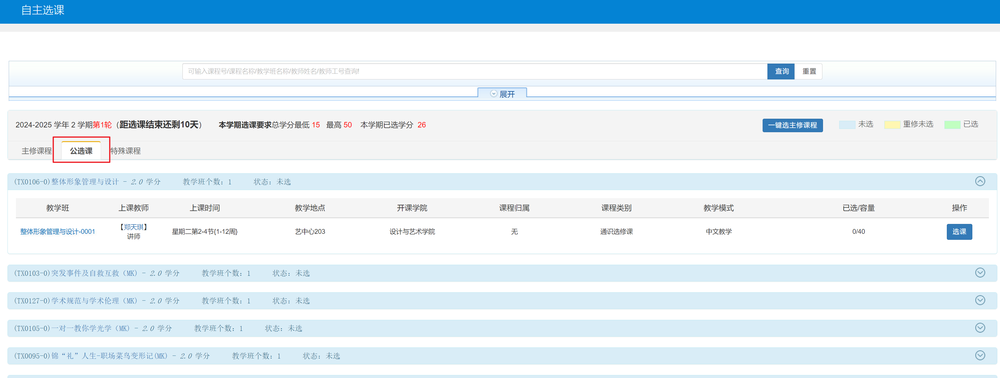 自主选课
可输入课程号/课程名称/教学班名称/教师姓名/教师工号查询! 查询 重置
展开
2024-2025 学年 2 学期第1轮（距选课结束还剩10天） 本学期选课要求总学分最低 15 最高 50 本学期已选学分 26 一键选主修课程 未选 重修未选 已选
主修课程 公选课 特殊课程
(TX0106-0)整体形象管理与设计 - 2.0 学分 教学班个数：1 状态：未选
教学班 上课教师 上课时间 教学地点 开课学院 课程归属 课程类别 教学模式 已选/容量 操作
整体形象管理与设计-0001 【郑天琪】 讲师 星期二第2-4节{1-12周} 艺中心203 设计与艺术学院 无 通识选修课 中文教学 0/40 选课
(TX0103-0)突发事件及自救互救（MK） - 2.0 学分 教学班个数：1 状态：未选
(TX0127-0)学术规范与学术伦理（MK） - 2.0 学分 教学班个数：1 状态：未选
(TX0105-0)一对一教你学光学（MK） - 2.0 学分 教学班个数：1 状态：未选
(TX0095-0)锦“礼”人生-职场菜鸟变形记(MK) - 2.0 学分 教学班个数：1 状态：未选